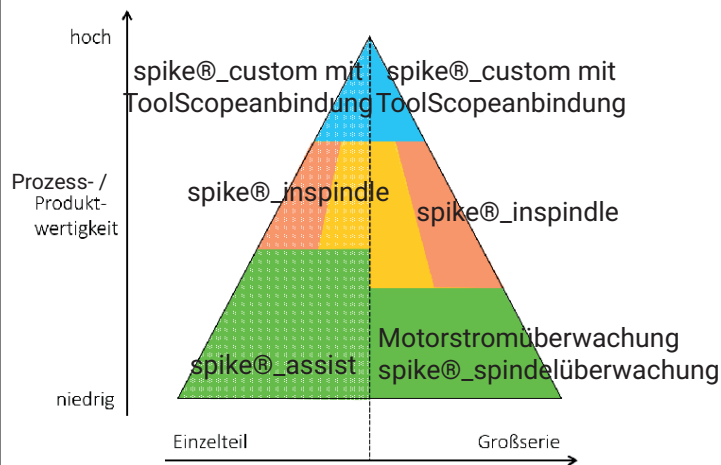 hoch
spike®_custom mit
ToolScopeanbindung
spike®_custom mit
ToolScopeanbindung
Prozess- /
Produkt-
wertigkeit
spike®_inspindle
spike®_inspindle
spike®_assist
Motorstromüberwachung
spike®_spindelüberwachung
niedrig
Einzelteil
Großserie